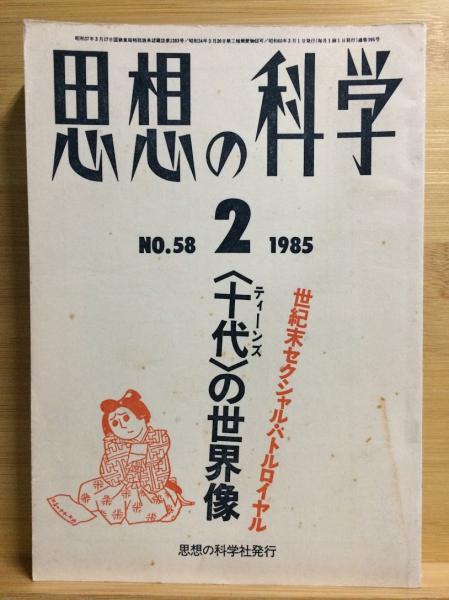 思想の科学
NO.58 2 1985
世紀末セクシャル・バトルロイヤル
ティーンズ
〈十代〉の世界像
思想の科学社発行